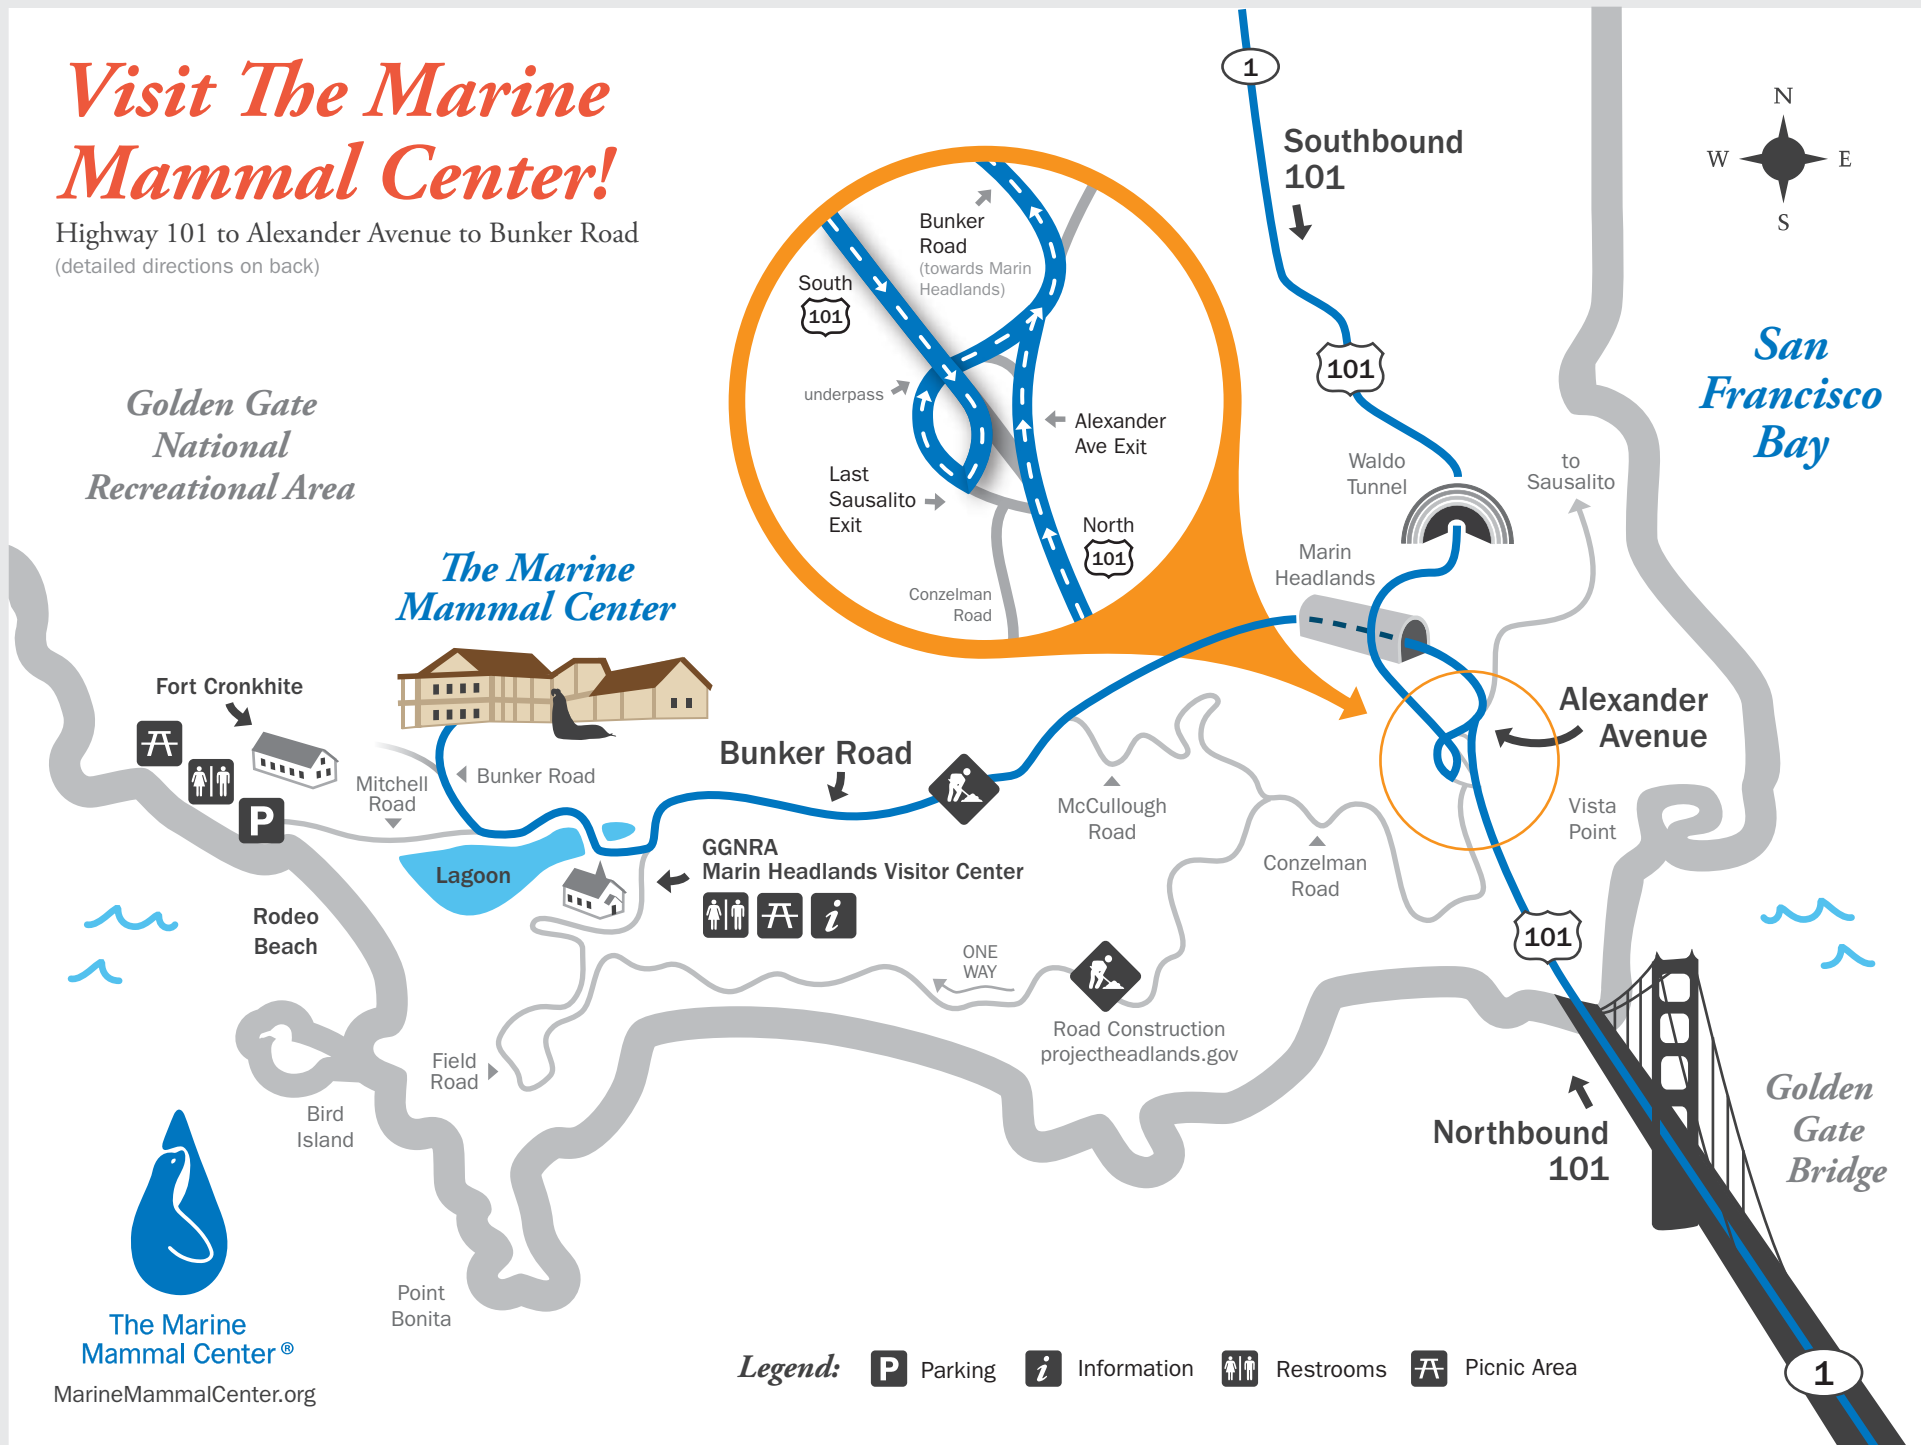 Visit The Marine
Mammal Center!
Highway 101 to Alexander Avenue to Bunker Road
(detailed directions on back)
1
Southbound
101
N
W
E
S
Bunker
Road
(towards Marin
Headlands)
South
101
underpass
Alexander
Ave Exit
Last
Sausalito
Exit
North
101
Conzelman
Road
101
San
Francisco
Bay
Golden Gate
National
Recreational Area
Waldo
Tunnel
to
Sausalito
Marin
Headlands
The Marine
Mammal Center
Fort Cronkhite
Alexander
Avenue
Bunker Road
Mitchell
Road
Bunker Road
P
McCullough
Road
Vista
Point
Conzelman
Road
GGNRA
Marin Headlands Visitor Center
i
Lagoon
Rodeo
Beach
101
ONE
WAY
Road Construction
projectheadlands.gov
Field
Road
Bird
Island
Northbound
101
Golden
Gate
Bridge
Point
Bonita
The Marine
Mammal Center ®
MarineMammalCenter.org
Legend: P Parking i Information Restrooms Picnic Area
1